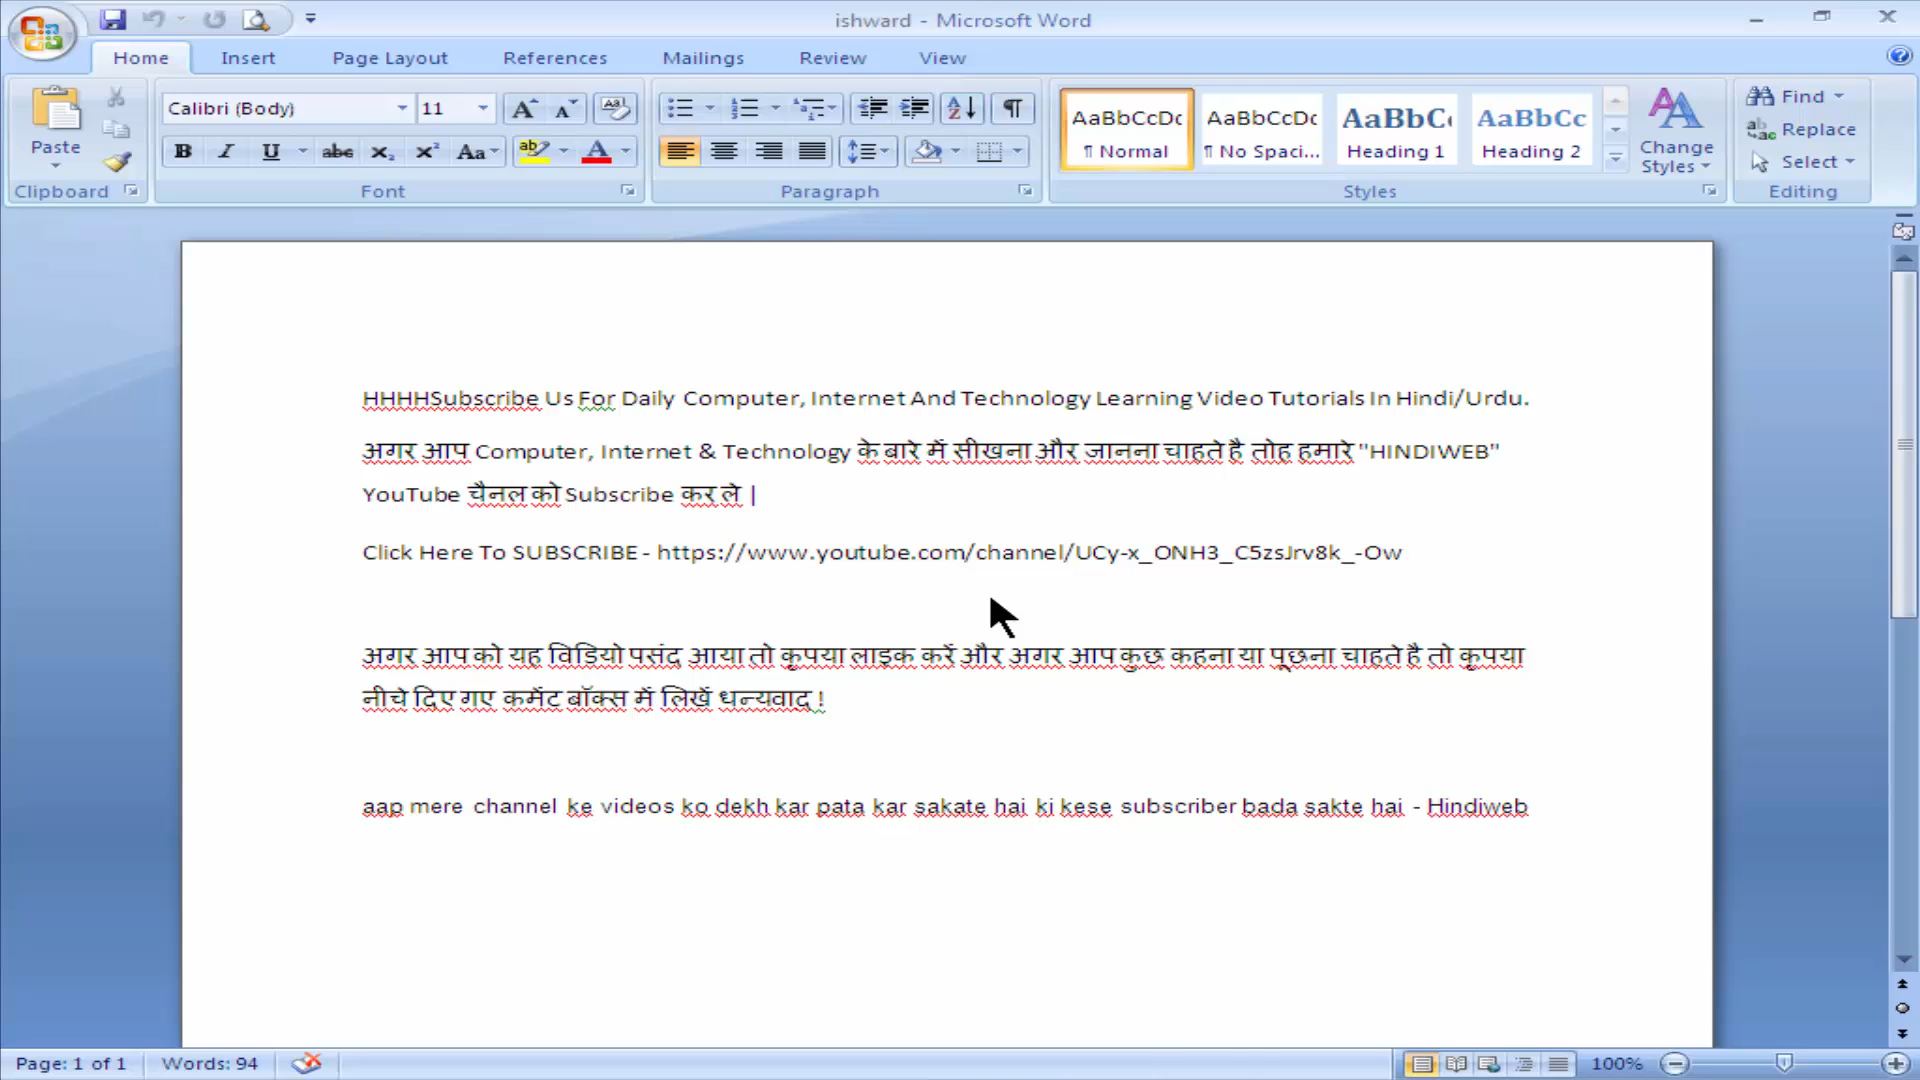 ishward - Microsoft Word
Home Insert Page Layout References Mailings Review View
Calibri (Body) 11
Paste
Clipboard Font Paragraph Styles Editing
AaBbCcDc AaBbCcDc AaBbC AaBbCc
¶ Normal ¶ No Spaci... Heading 1 Heading 2
Change Styles
Find
Replace
Select
HHHHSubscribe Us For Daily Computer, Internet And Technology Learning Video Tutorials In Hindi/Urdu.
अगर आप Computer, Internet & Technology के बारे में सीखना और जानना चाहते है तोह हमारे "HINDIWEB"
YouTube चैनल को Subscribe कर ले |
Click Here To SUBSCRIBE - https://www.youtube.com/channel/UCy-x_ONH3_C5zsJrv8k_-Ow
अगर आप को यह विडियो पसंद आया तो कृपया लाइक करें और अगर आप कुछ कहना या पूछना चाहते है तो कृपया
नीचे दिए गए कमेंट बॉक्स में लिखें धन्यवाद !
aap mere channel ke videos ko dekh kar pata kar sakate hai ki kese subscriber bada sakte hai - Hindiweb
Page: 1 of 1 Words: 94 100%